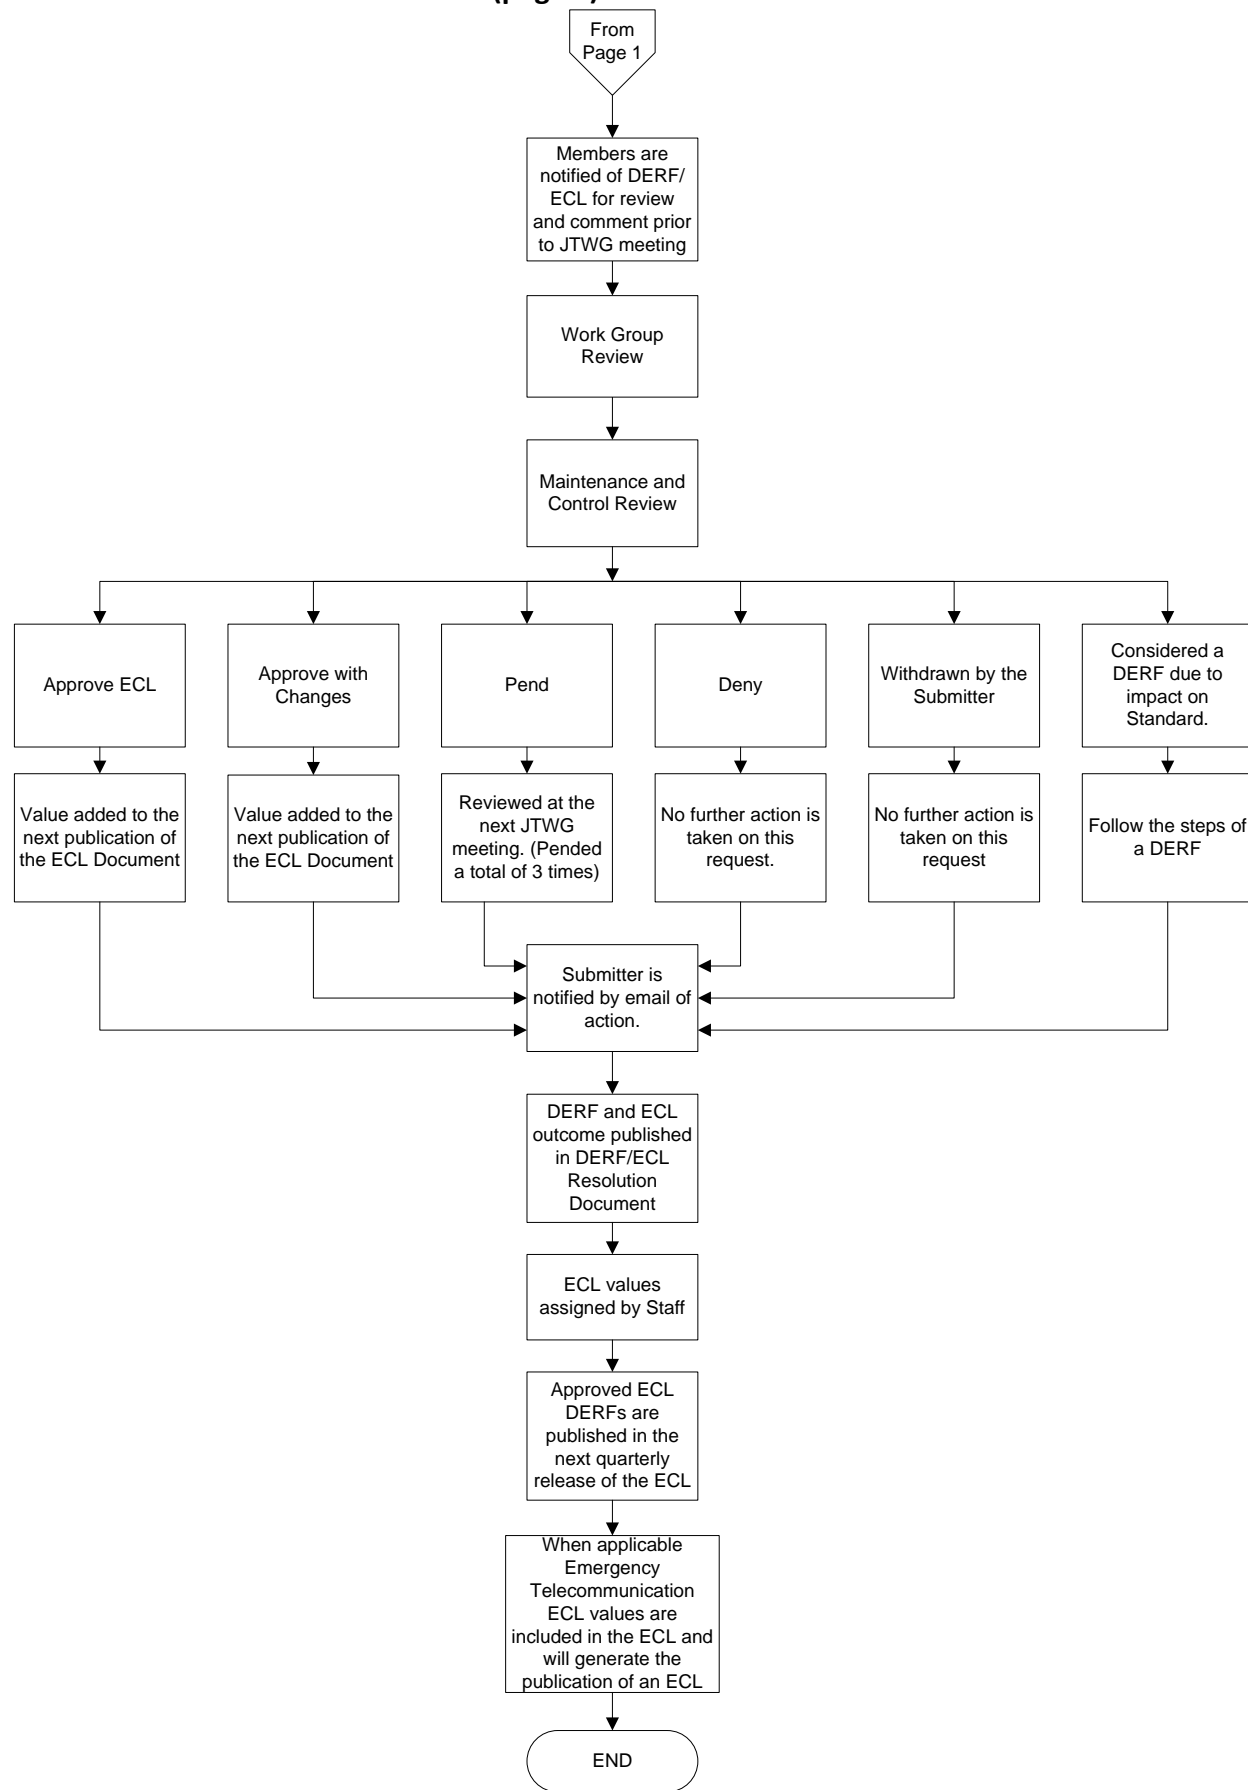 From
Page 1
Members are
notified of DERF/
ECL for review
and comment prior
to JTWG meeting
Work Group
Review
Maintenance and
Control Review
Approve ECL
Approve with
Changes
Pend
Deny
Withdrawn by the
Submitter
Considered a
DERF due to
impact on
Standard.
Value added to the
next publication of
the ECL Document
Value added to the
next publication of
the ECL Document
Reviewed at the
next JTWG
meeting. (Pended
a total of 3 times)
No further action is
taken on this
request.
No further action is
taken on this
request
Follow the steps of
a DERF
Submitter is
notified by email of
action.
DERF and ECL
outcome published
in DERF/ECL
Resolution
Document
ECL values
assigned by Staff
Approved ECL
DERFs are
published in the
next quarterly
release of the ECL
When applicable
Emergency
Telecommunication
ECL values are
included in the ECL and
will generate the
publication of an ECL
END